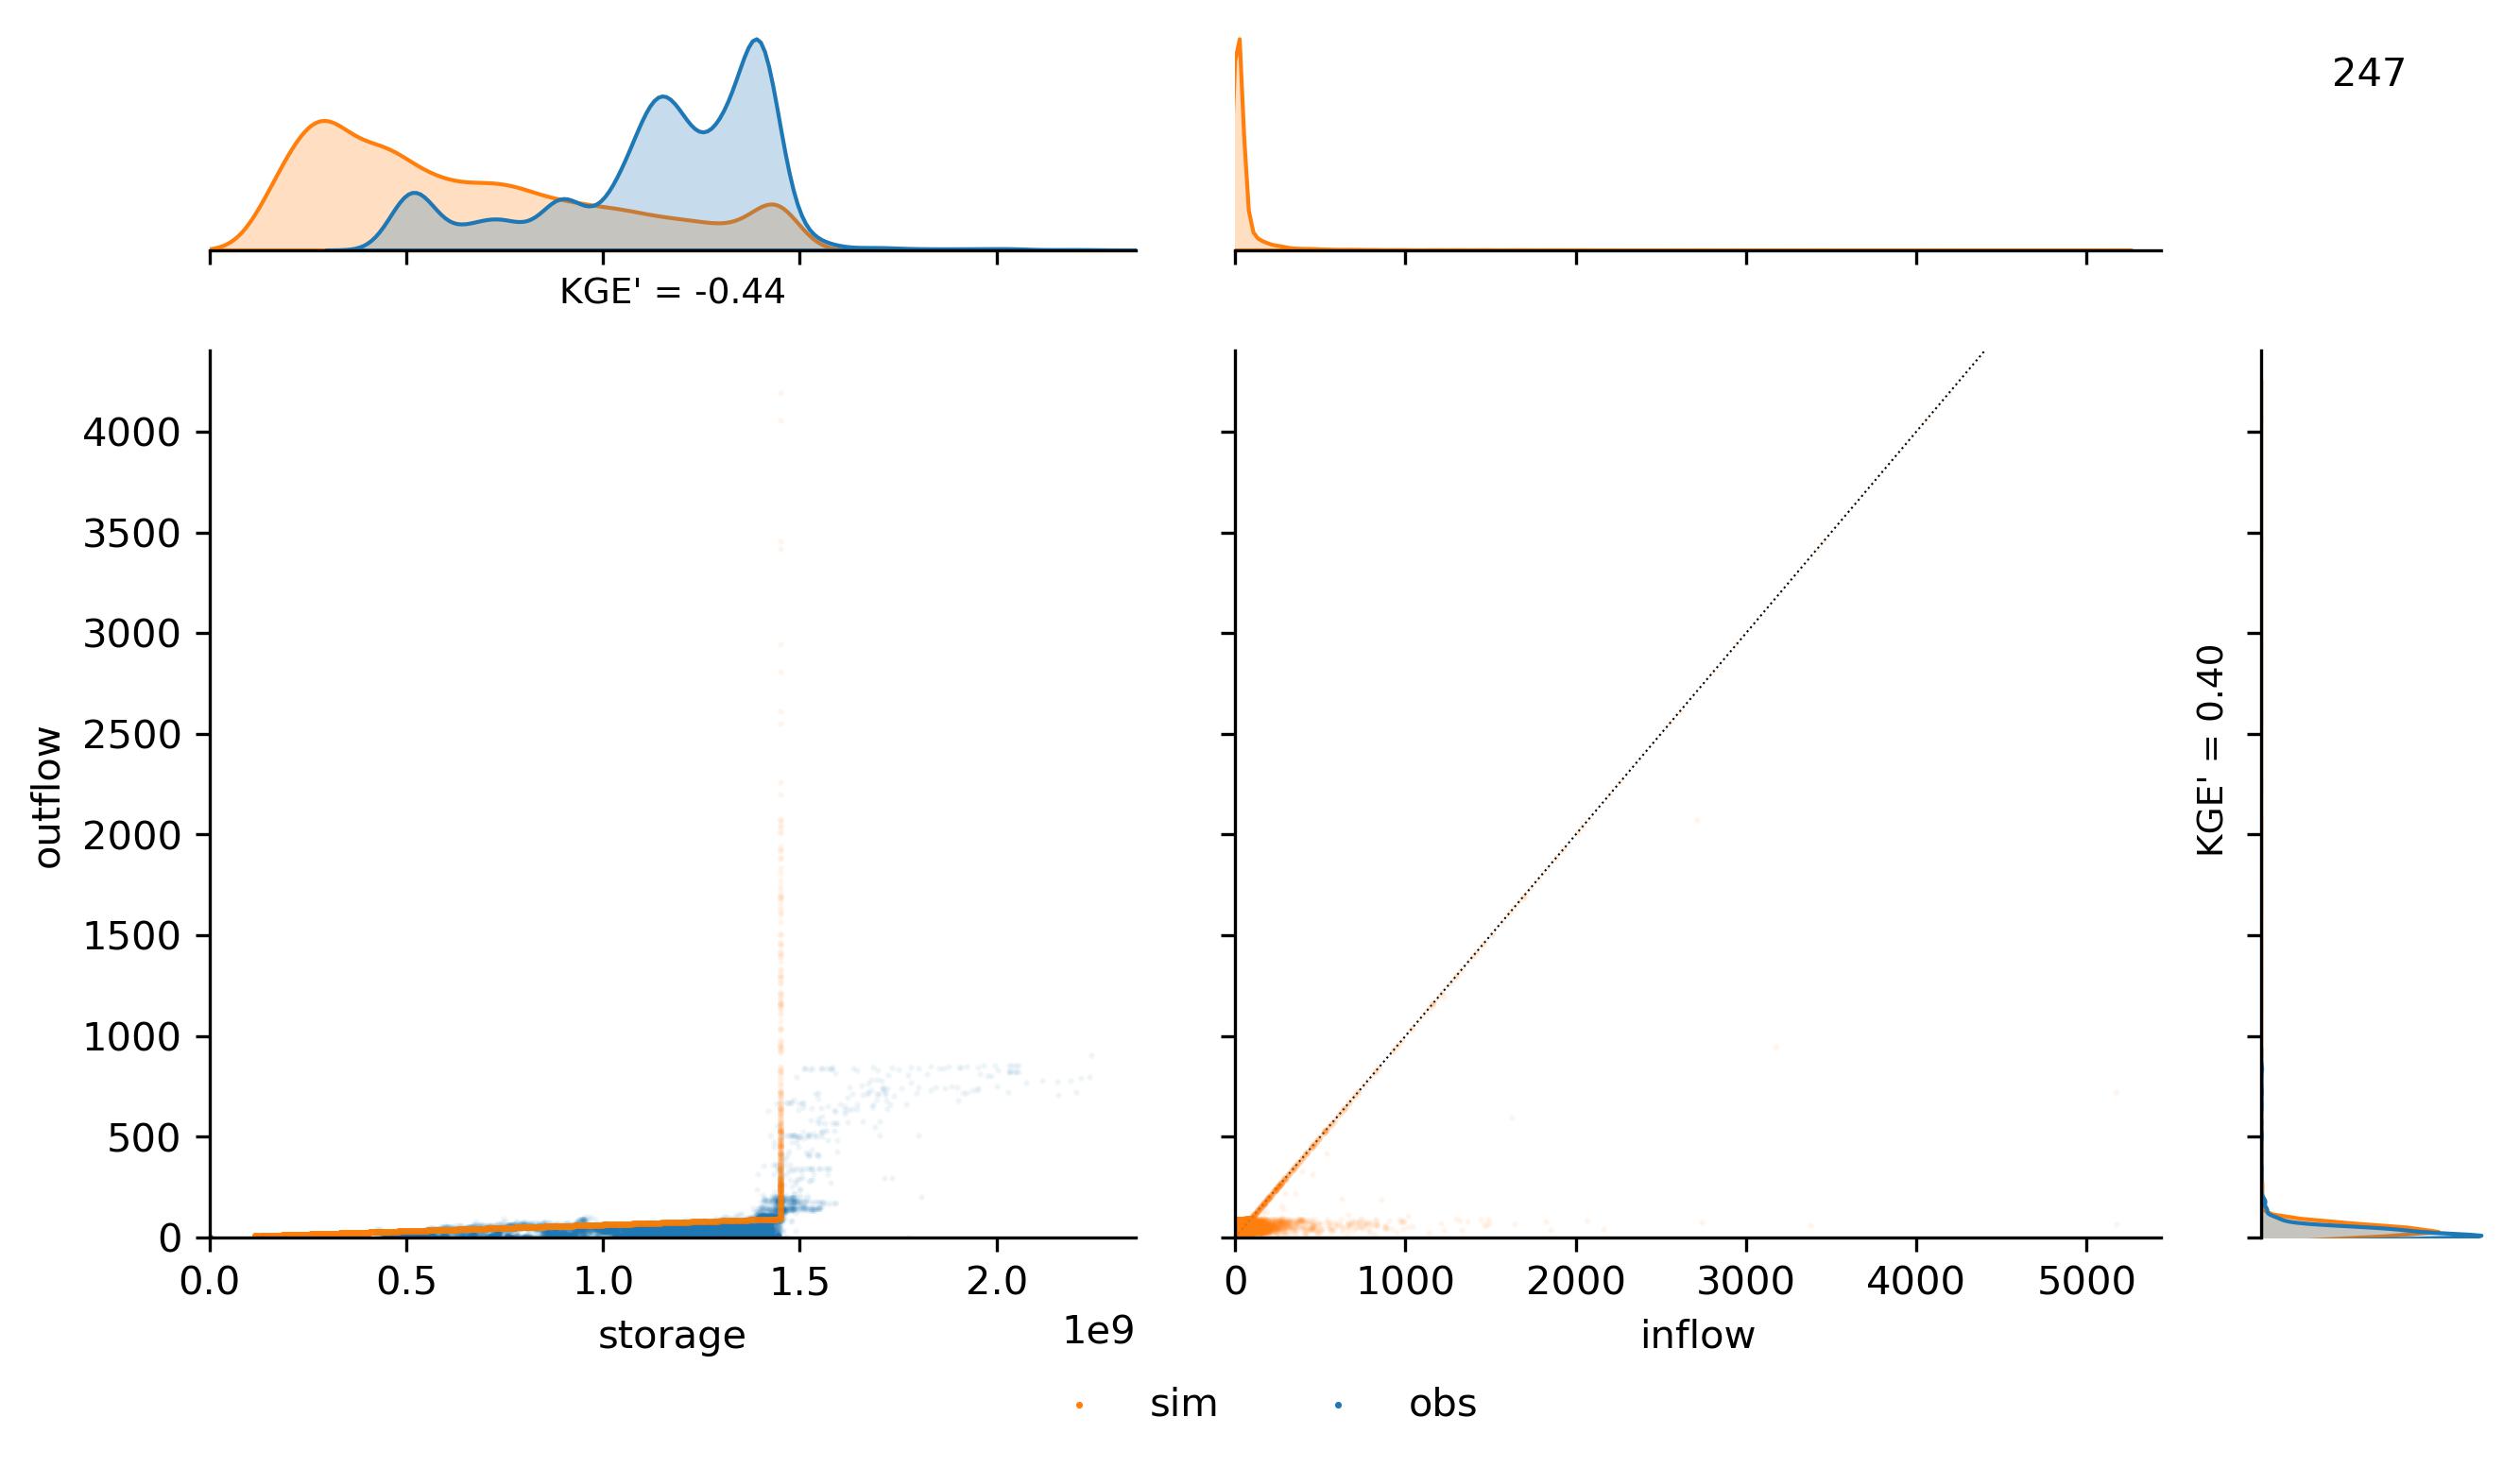 247
KGE' = -0.44
4000
3500
3000
2500
2000
1500
1000
500
0
outflow
KGE' = 0.40
0.0 0.5 1.0 1.5 2.0
0 1000 2000 3000 4000 5000
storage
1e9
inflow
sim obs